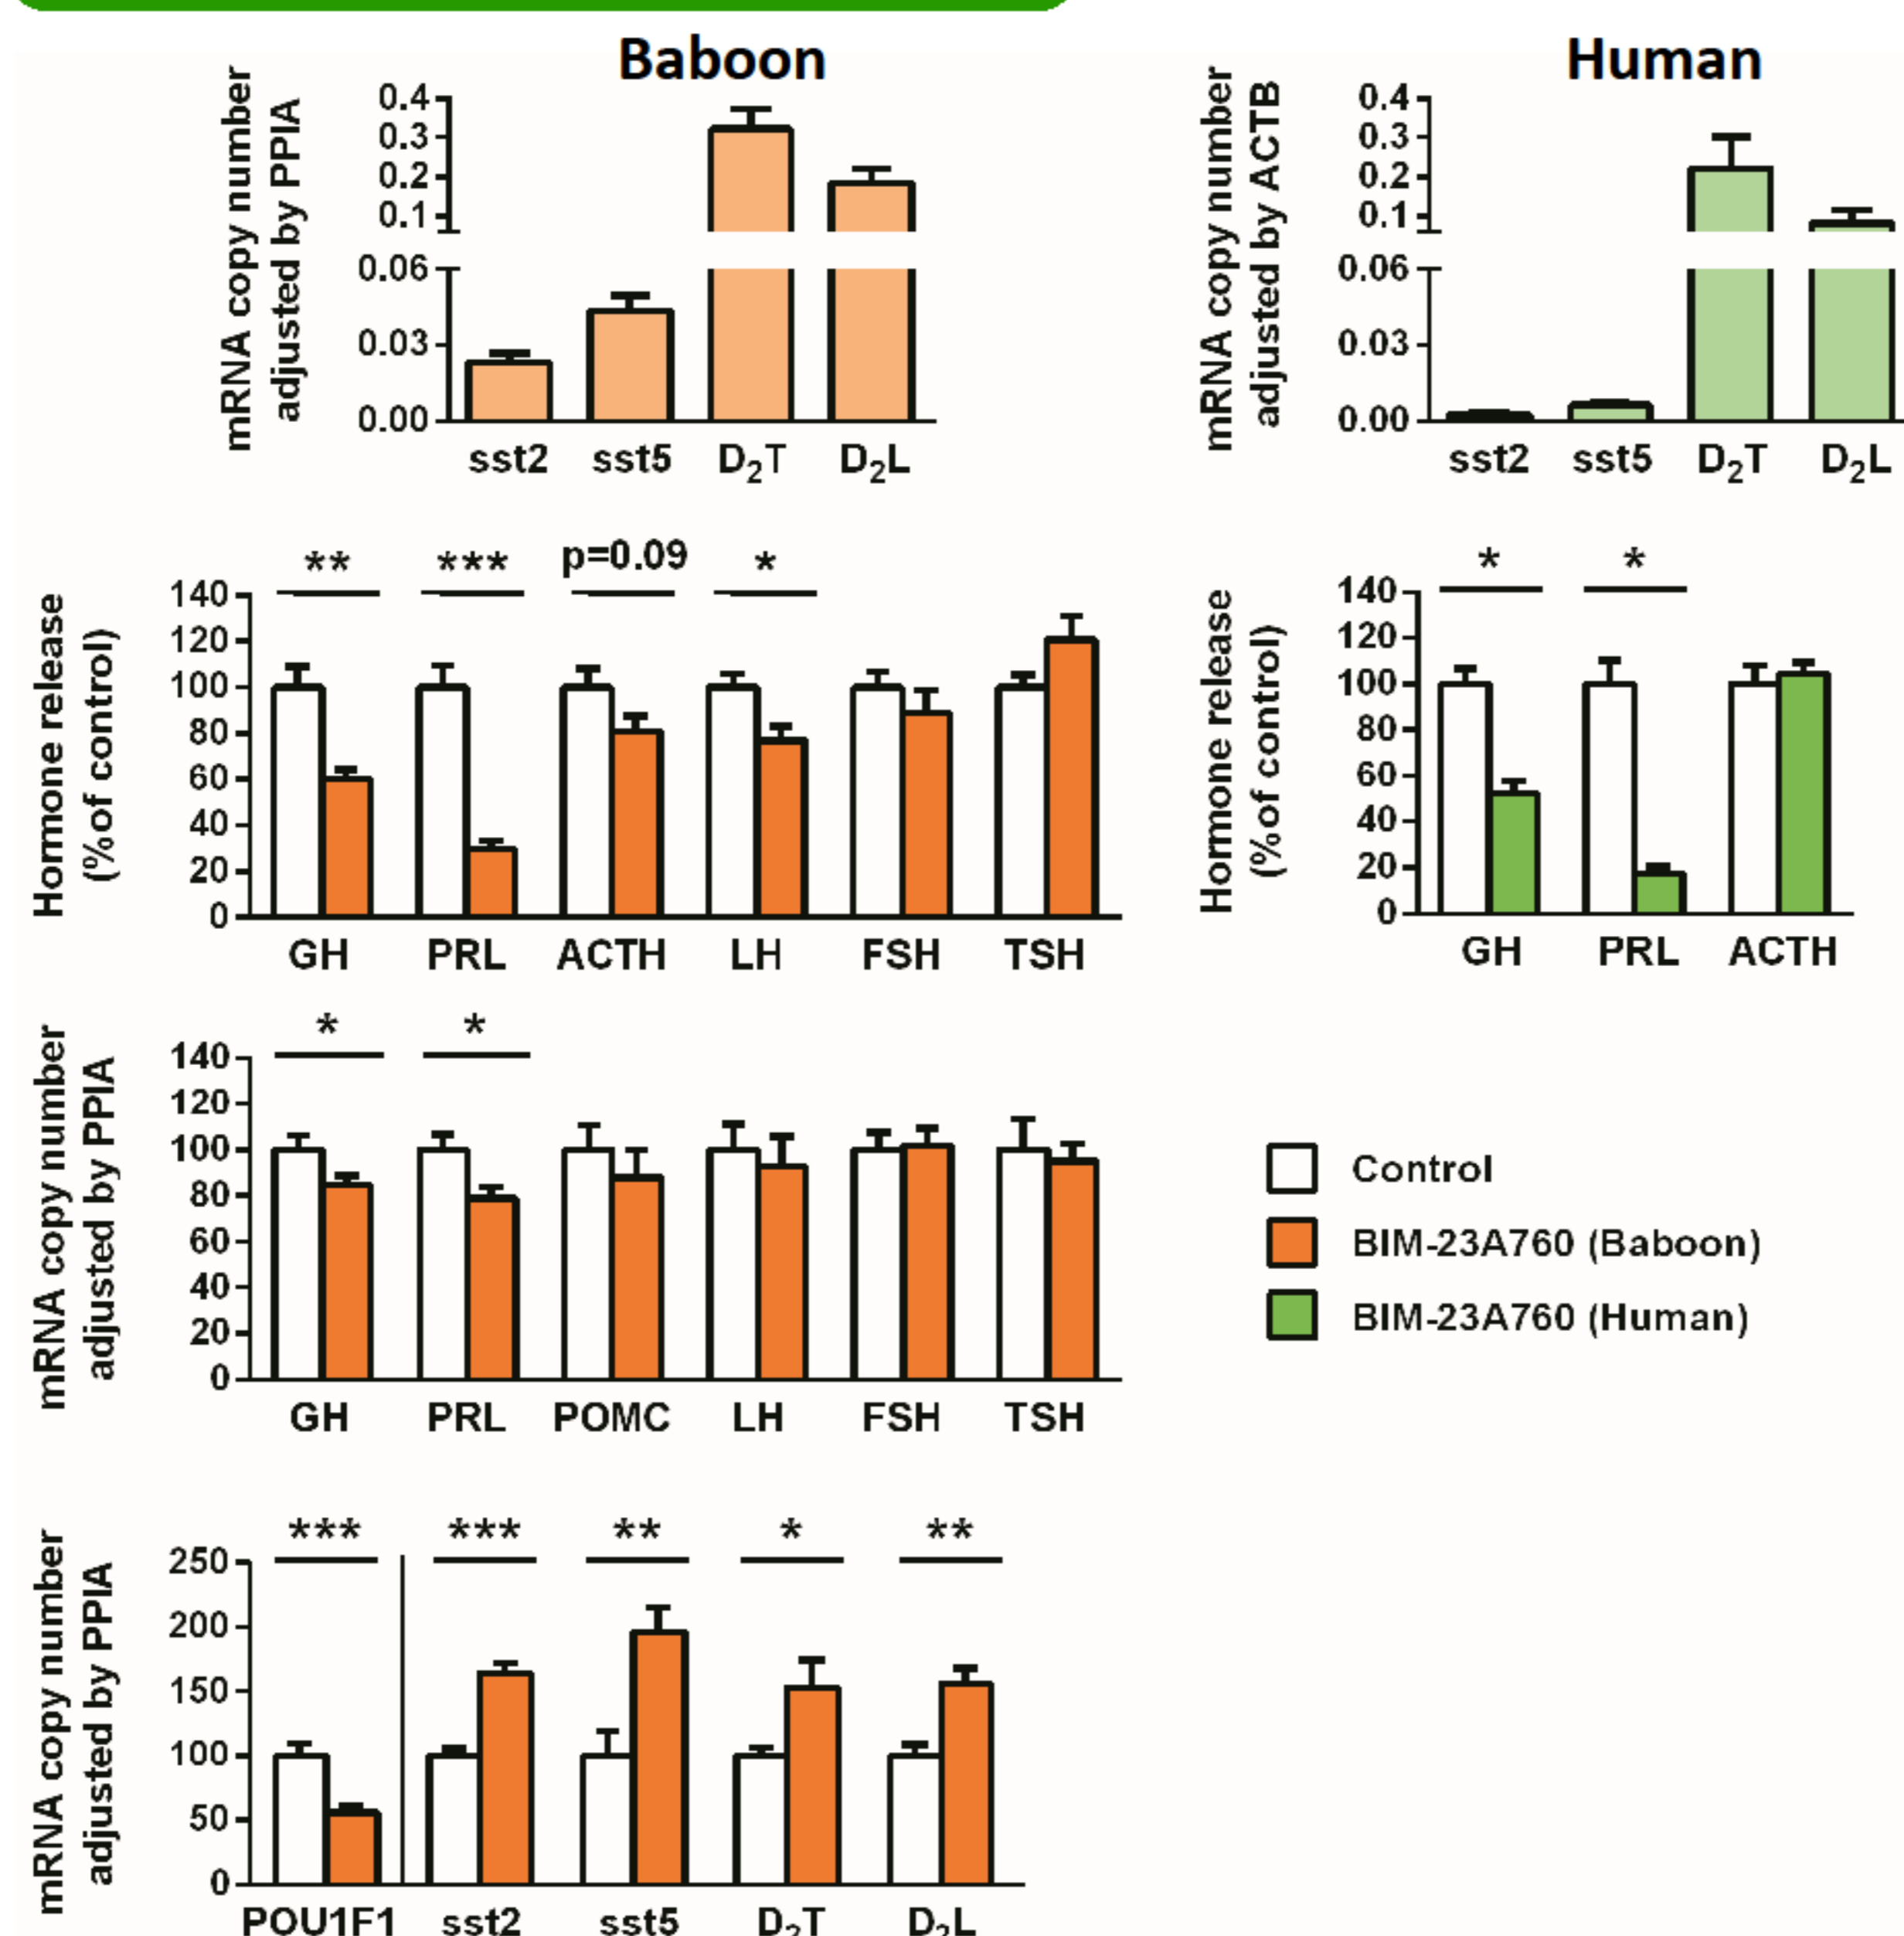 Baboon
mRNA copy number
adjusted by PPIA
0.4
0.3
0.2
0.1
0.06
0.03
0.00
sst2 sst5 D₂T D₂L
Human
mRNA copy number
adjusted by ACTB
0.4
0.3
0.2
0.1
0.06
0.03
0.00
sst2 sst5 D₂T D₂L
** *** p=0.09 *
Hormone release
(%of control)
140
120
100
80
60
40
20
0
GH PRL ACTH LH FSH TSH
* *
Hormone release
(%of control)
140
120
100
80
60
40
20
0
GH PRL ACTH
* *
mRNA copy number
adjusted by PPIA
140
120
100
80
60
40
20
0
GH PRL POMC LH FSH TSH
Control
BIM-23A760 (Baboon)
BIM-23A760 (Human)
*** *** ** * **
mRNA copy number
adjusted by PPIA
250
200
150
100
50
0
POU1F1 sst2 sst5 D₂T D₂L